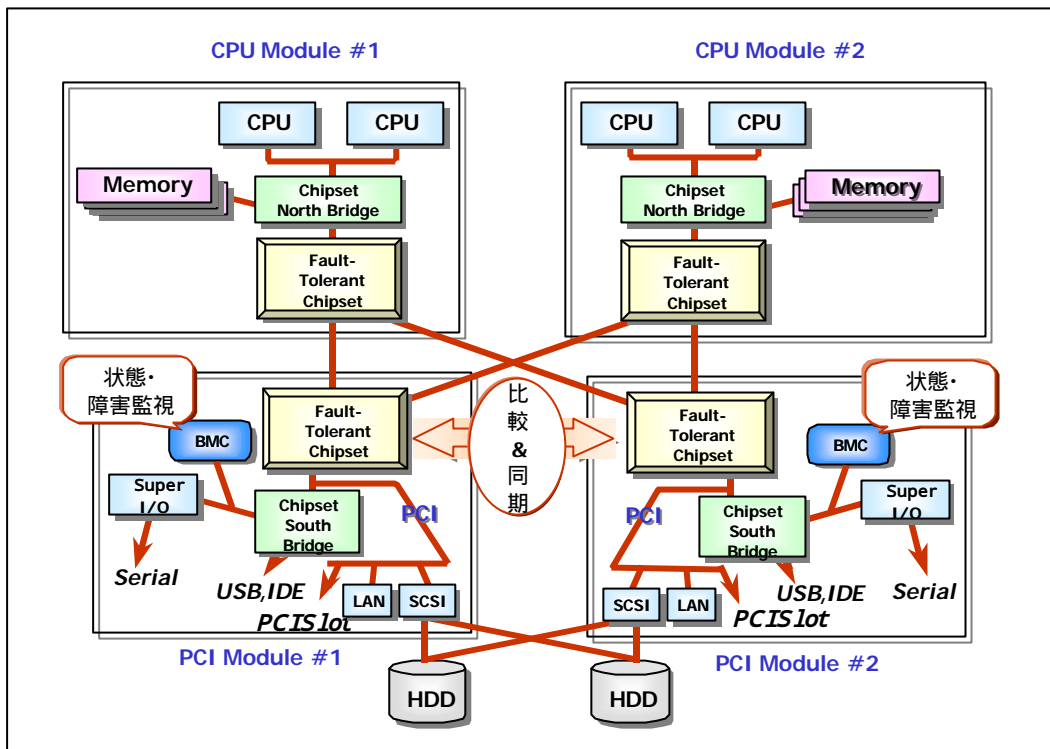 CPU Module #1
CPU Module #2
CPU
CPU
Memory
Chipset
North Bridge
Fault-
Tolerant
Chipset
CPU
CPU
Chipset
North Bridge
Memory
Fault-
Tolerant
Chipset
状態・
障害監視
BMC
Super
I/O
Serial
Fault-
Tolerant
Chipset
Chipset
South
Bridge
PCI
USB,IDE
PCISlot
LAN
SCSI
比
較
&
同
期
Fault-
Tolerant
Chipset
状態・
障害監視
BMC
Super
I/O
PCI
Chipset
South
Bridge
SCSI
LAN
USB,IDE
PCISlot
Serial
PCI Module #1
PCI Module #2
HDD
HDD